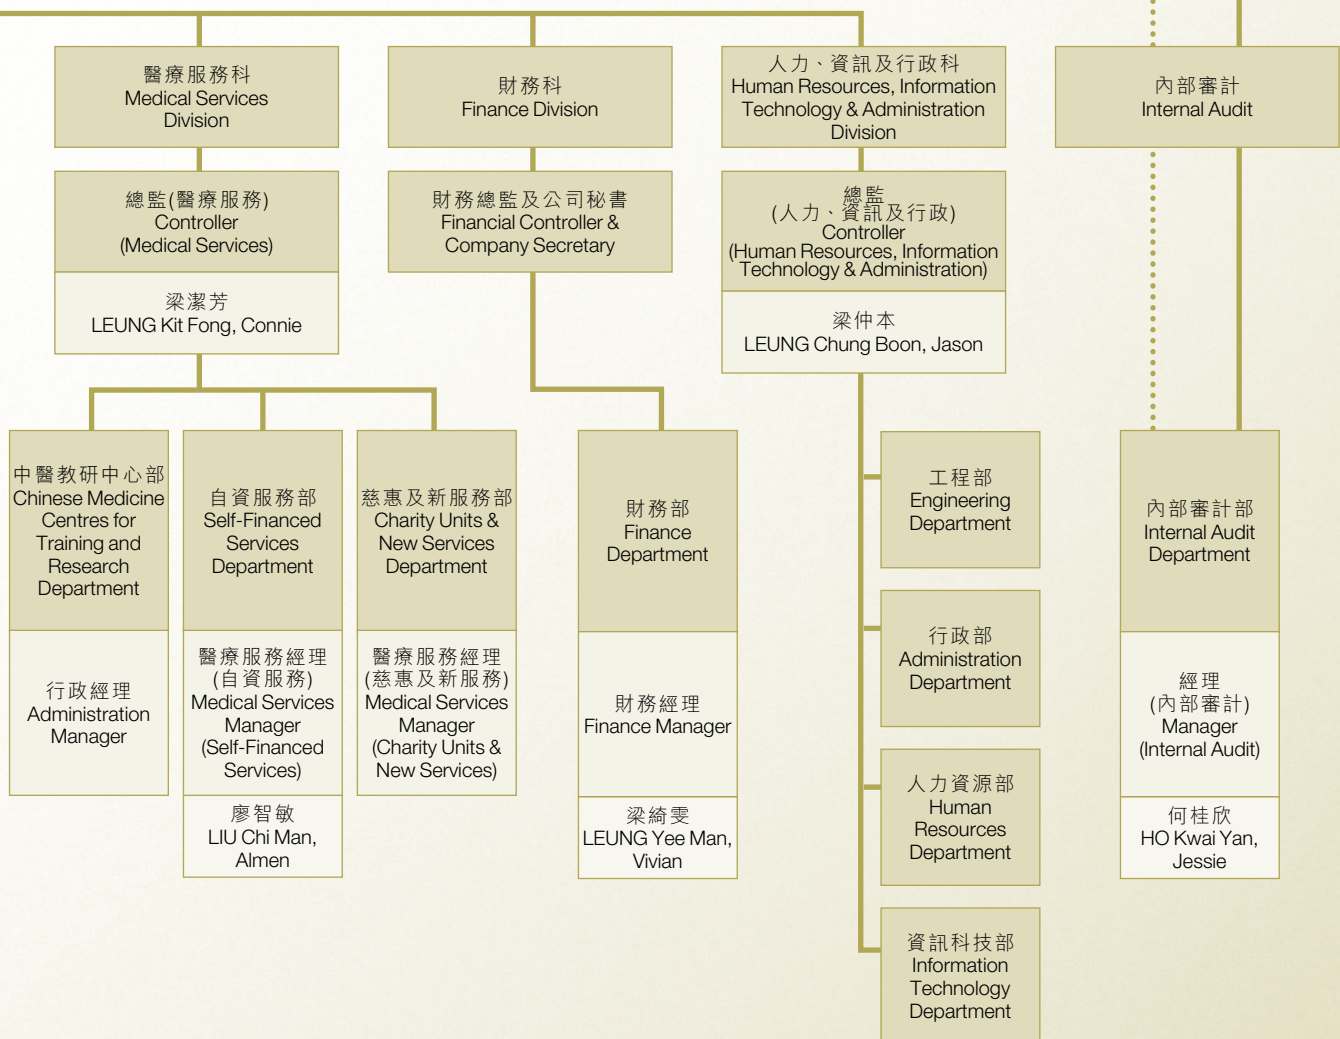 醫療服務科
Medical Services
Division
總監(醫療服務)
Controller
(Medical Services)
梁潔芳
LEUNG Kit Fong, Connie
中醫教研中心部
Chinese Medicine
Centres for
Training and
Research
Department
行政經理
Administration
Manager
自資服務部
Self-Financed
Services
Department
醫療服務經理
(自資服務)
Medical Services
Manager
(Self-Financed
Services)
廖智敏
LIU Chi Man,
Almen
慈惠及新服務部
Charity Units &
New Services
Department
醫療服務經理
(慈惠及新服務)
Medical Services
Manager
(Charity Units &
New Services)
財務科
Finance Division
財務總監及公司秘書
Financial Controller &
Company Secretary
財務部
Finance
Department
財務經理
Finance Manager
梁綺雯
LEUNG Yee Man,
Vivian
人力、資訊及行政科
Human Resources, Information
Technology & Administration
Division
總監
(人力、資訊及行政)
Controller
(Human Resources, Information
Technology & Administration)
梁仲本
LEUNG Chung Boon, Jason
工程部
Engineering
Department
行政部
Administration
Department
人力資源部
Human
Resources
Department
資訊科技部
Information
Technology
Department
內部審計
Internal Audit
內部審計部
Internal Audit
Department
經理
(內部審計)
Manager
(Internal Audit)
何桂欣
HO Kwai Yan,
Jessie